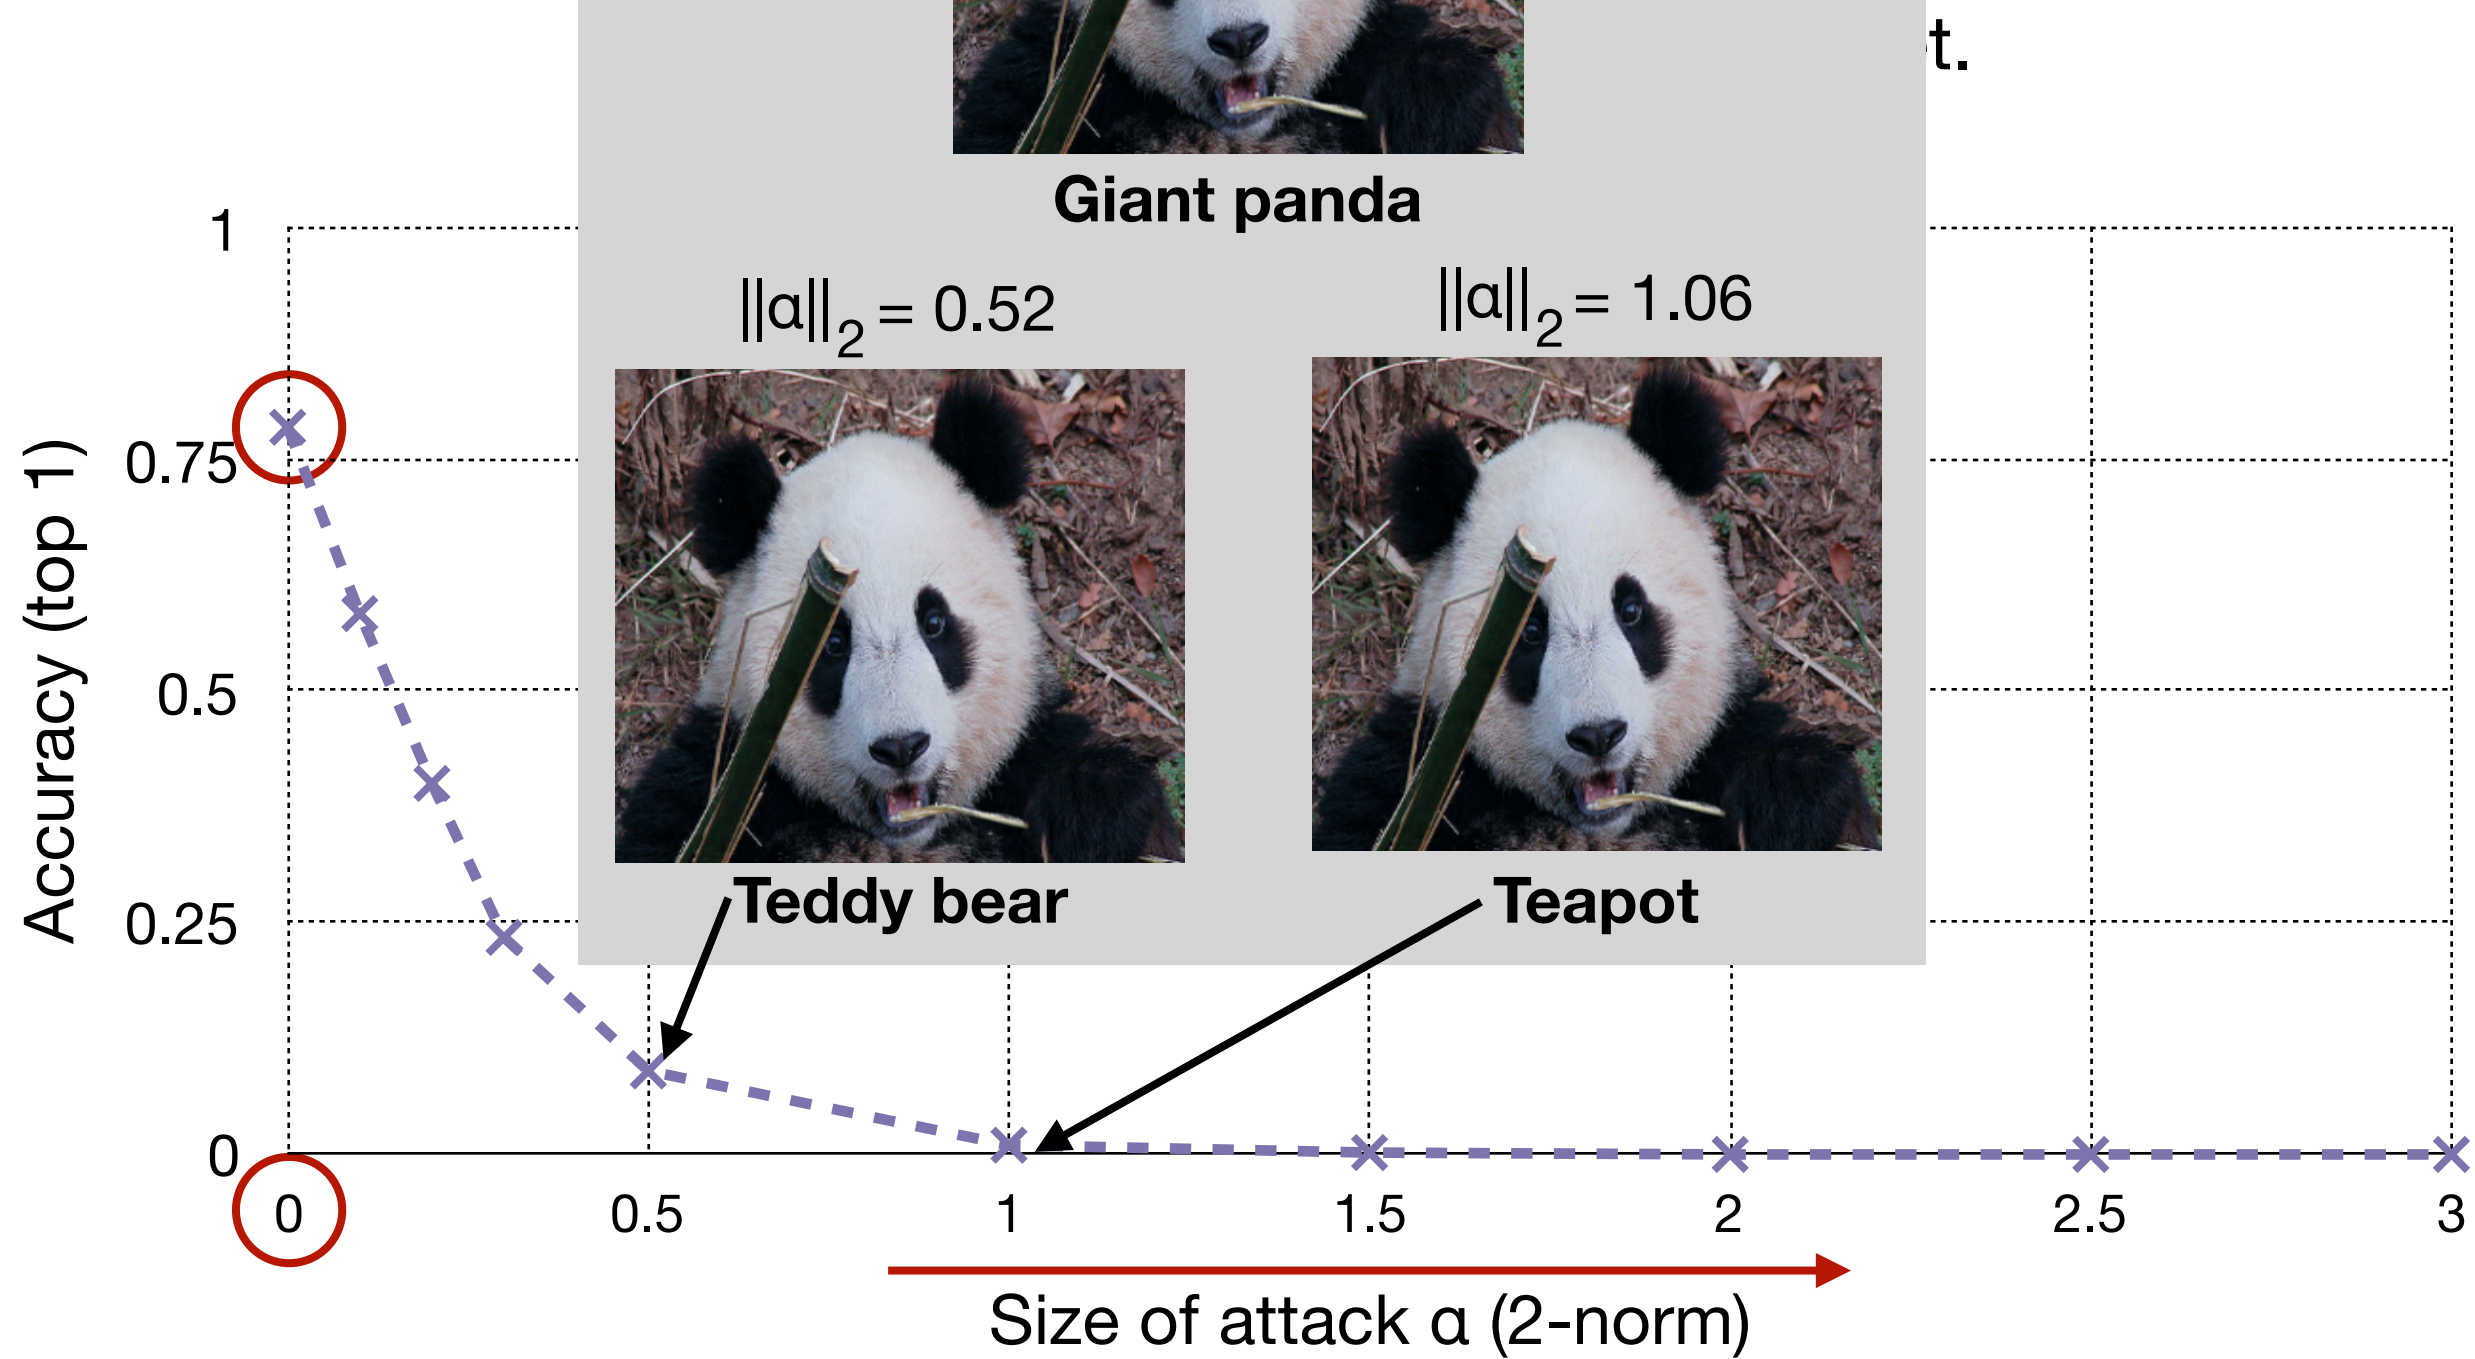 t.
Giant panda
||α||₂ = 0.52
||α||₂ = 1.06
Teddy bear
Teapot
Accuracy (top 1)
1
0.75
0.5
0.25
0
0 0.5 1 1.5 2 2.5 3
Size of attack α (2-norm)